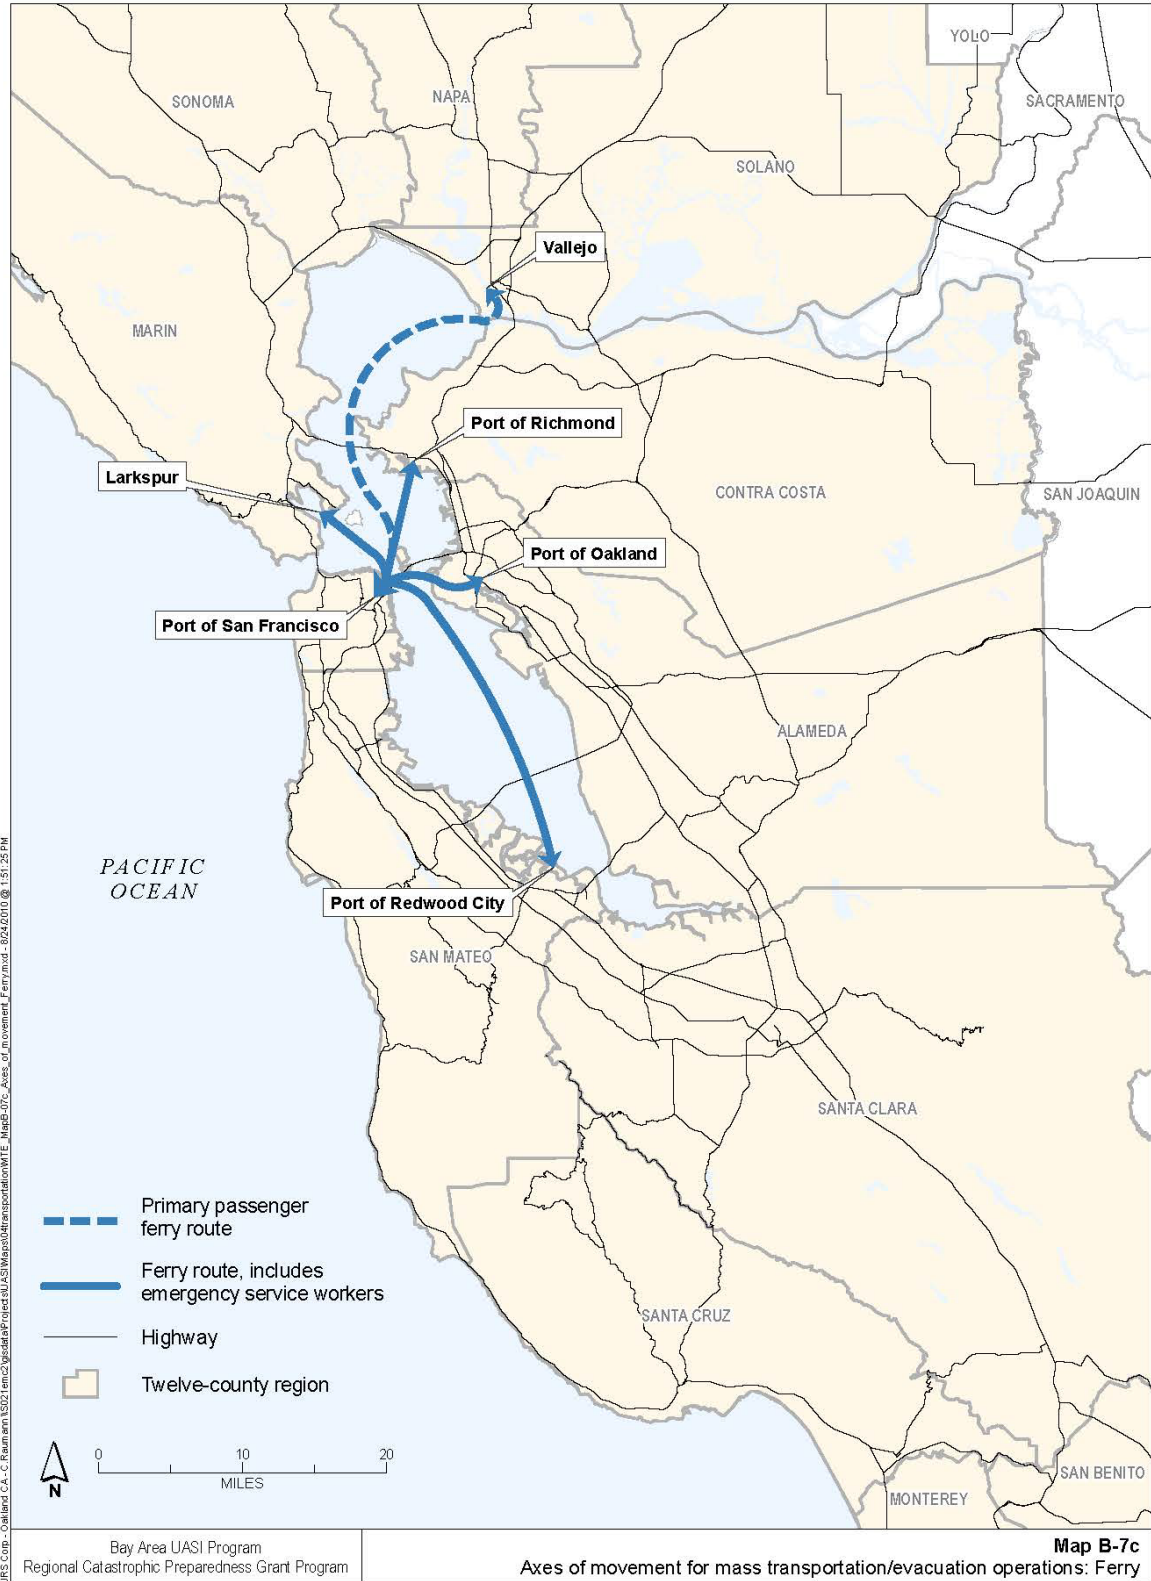 YOLO
SONOMA
NAPA
SACRAMENTO
SOLANO
Vallejo
MARIN
Port of Richmond
Larkspur
CONTRA COSTA
SAN JOAQUIN
Port of Oakland
Port of San Francisco
ALAMEDA
PACIFIC
OCEAN
Port of Redwood City
SAN MATEO
SANTA CLARA
Primary passenger
ferry route
Ferry route, includes
emergency service workers
SANTA CRUZ
Highway
Twelve-county region
0 10 20
MILES
N
SAN BENITO
MONTEREY
Bay Area UASI Program
Regional Catastrophic Preparedness Grant Program
Map B-7c
Axes of movement for mass transportation/evacuation operations: Ferry